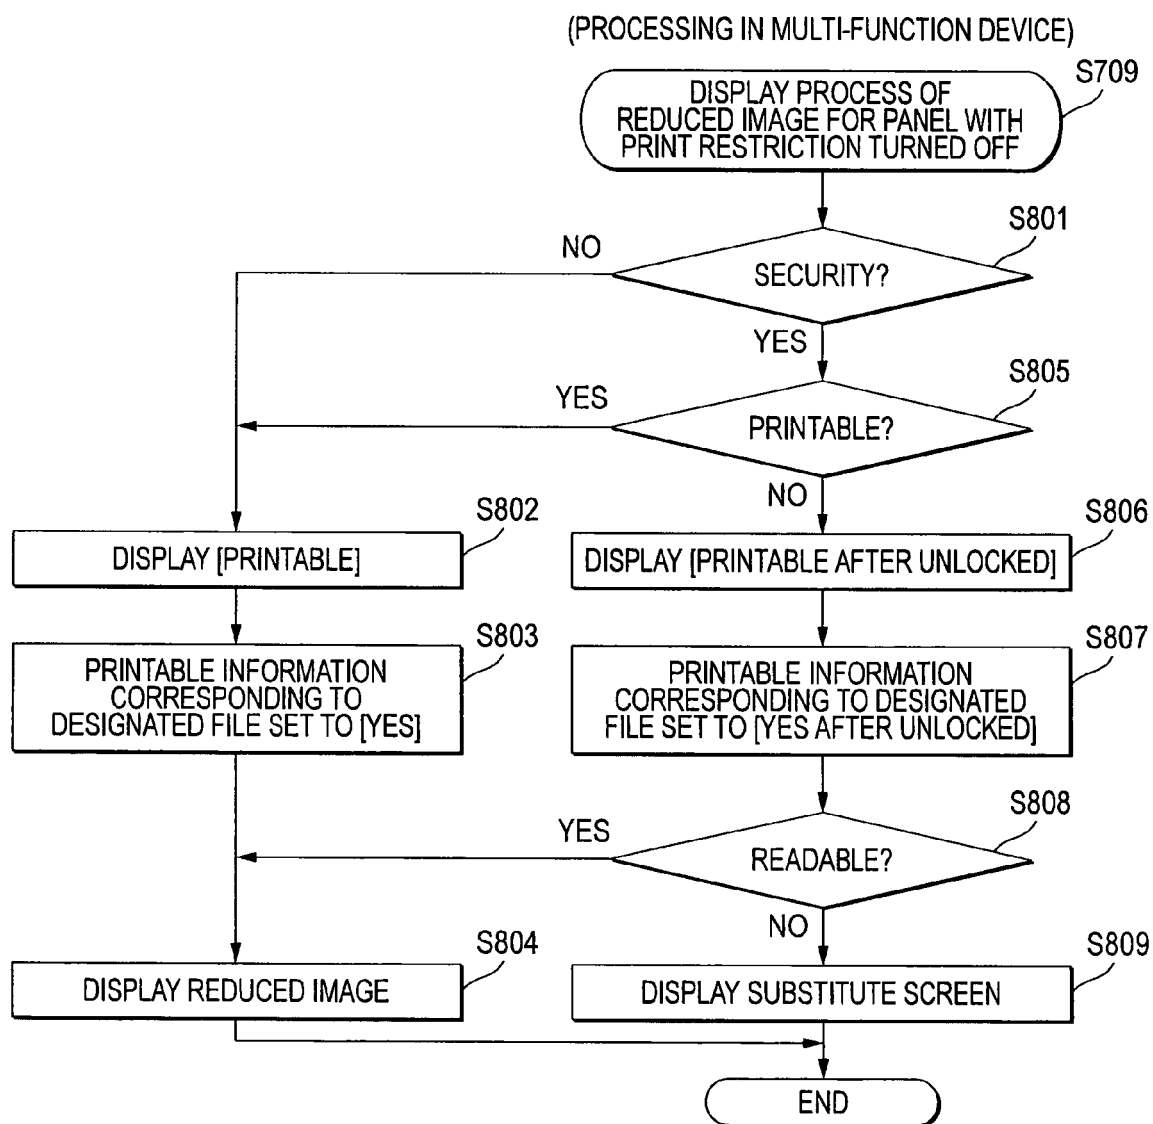 (PROCESSING IN MULTI-FUNCTION DEVICE)
S709
DISPLAY PROCESS OF
REDUCED IMAGE FOR PANEL WITH
PRINT RESTRICTION TURNED OFF
S801
NO
SECURITY?
YES
S805
YES
PRINTABLE?
NO
S802
DISPLAY [PRINTABLE]
S806
DISPLAY [PRINTABLE AFTER UNLOCKED]
S803
PRINTABLE INFORMATION
CORRESPONDING TO
DESIGNATED FILE SET TO [YES]
S807
PRINTABLE INFORMATION
CORRESPONDING TO DESIGNATED
FILE SET TO [YES AFTER UNLOCKED]
S808
YES
READABLE?
NO
S804
DISPLAY REDUCED IMAGE
S809
DISPLAY SUBSTITUTE SCREEN
END